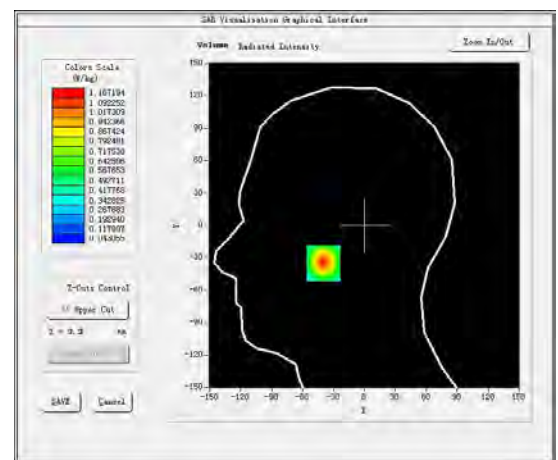 SAR Visualisation Graphical Interface
Volume Radiated Intensity
Zoom In/Out
Colors Scale
(W/kg)
1.167194
1.092252
1.017309
0.942366
0.867424
0.792481
0.717538
0.642596
0.567653
0.492711
0.417768
0.342825
0.267883
0.192940
0.117997
0.043055
150
120
90
60
30
0
-30
-60
-90
-120
-150
Y
-150 -120 -90 -60 -30 0 30 60 90 120 150
X
Z-Cuts Control
Upper Cut
mm
SAVE
Cancel